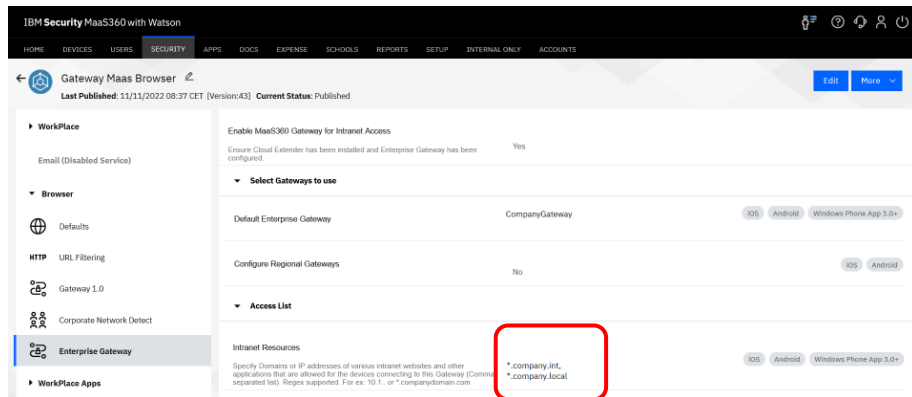 IBM Security MaaS360 with Watson
HOME DEVICES USERS SECURITY APPS DOCS EXPENSE SCHOOLS REPORTS SETUP INTERNAL ONLY ACCOUNTS
Gateway Maas Browser
Last Published: 11/11/2022 08:37 CET [Version:43] Current Status: Published
Edit More
WorkPlace
Email (Disabled Service)
Browser
Defaults
HTTP URL Filtering
Gateway 1.0
Corporate Network Detect
Enterprise Gateway
WorkPlace Apps
Enable MaaS360 Gateway for Intranet Access
Ensure Cloud Extender has been installed and Enterprise Gateway has been
configured.
Yes
Select Gateways to use
Default Enterprise Gateway
CompanyGateway
iOS Android Windows Phone App 3.0+
Configure Regional Gateways
No
iOS Android
Access List
Intranet Resources
Specify Domains or IP addresses of various intranet websites and other
applications that are allowed for the devices connecting to this Gateway (Comma
separated list). Regex supported. For ex: 10.1.. or *.companydomain.com
*.company.int,
*.company.local
iOS Android Windows Phone App 3.0+